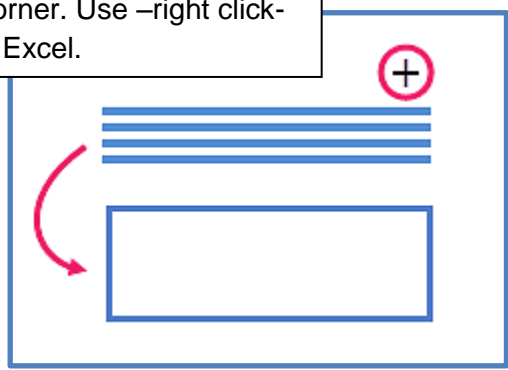 orner. Use –right click-
Excel.